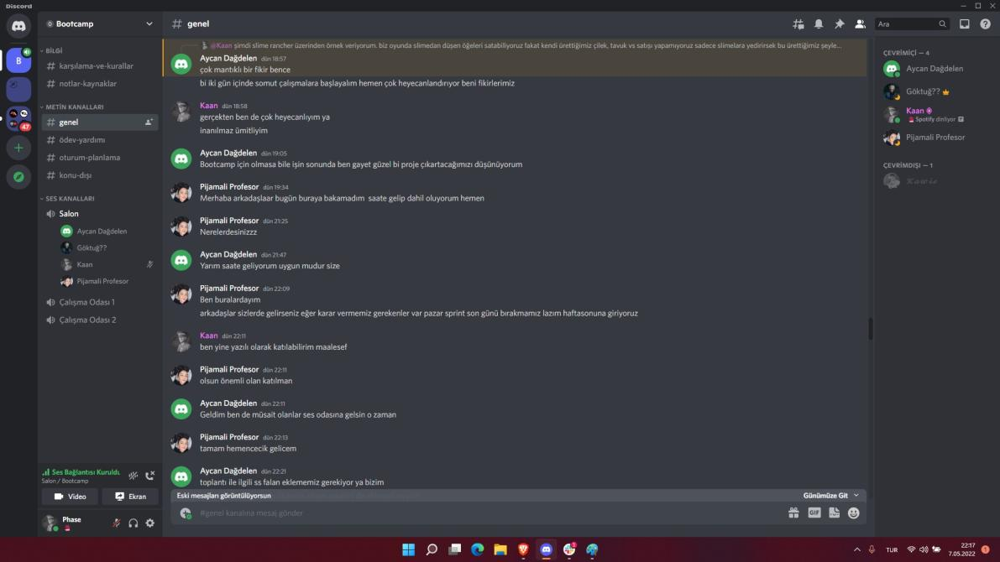 Discord
Bootcamp
BİLGİ
karşılama-ve-kurallar
notlar-kaynaklar
METİN KANALLARI
genel
ödev-yardımı
oturum-planlama
konu-dışı
SES KANALLARI
Salon
Aycan Dağdelen
Göktuğ??
Kaan
Pijamali Profesor
Çalışma Odası 1
Çalışma Odası 2
Ses Bağlantısı Kuruldu
Salon / Bootcamp
Video
Ekran
Phase
B
47
genel
Ara
@Kaan şimdi slime rancher üzerinden örnek veriyorum. biz oyunda slimedan düşen öğeleri satabiliyoruz fakat kendi ürettiğimiz çilek, tavuk vs satışı yapamıyoruz sadece slimelara yedirirsek bu ürettiğimiz şeyle...
Aycan Dağdelen dün 18:57
çok mantıklı bir fikir bence
bi iki gün içinde somut çalışmalara başlayalım hemen çok heyecanlandırıyor beni fikirlerimiz
Kaan dün 18:58
gerçekten ben de çok heyecanlıyım ya
inanılmaz ümitliyim
Aycan Dağdelen dün 19:05
Bootcamp için olmasa bile işin sonunda ben gayet güzel bi proje çıkartacağımızı düşünüyorum
Pijamali Profesor dün 19:34
Merhaba arkadaşlaar bugün buraya bakamadım saate gelip dahil oluyorum hemen
Pijamali Profesor dün 21:25
Nerelerdesinizzz
Aycan Dağdelen dün 21:47
Yarım saate geliyorum uygun mudur size
Pijamali Profesor dün 22:09
Ben buralardayım
arkadaşlar sizlerde gelirseniz eğer karar vermemiz gerekenler var pazar sprint son günü bırakmamız lazım haftasonuna giriyoruz
Kaan dün 22:11
ben yine yazılı olarak katılabilirim maalesef
Pijamali Profesor dün 22:11
olsun önemli olan katılman
Aycan Dağdelen dün 22:11
Geldim ben de müsait olanlar ses odasına gelsin o zaman
Pijamali Profesor dün 22:13
tamam hemencecik gelicem
Aycan Dağdelen dün 22:21
toplantı ile ilgili ss falan eklememiz gerekiyor ya bizim
Eski mesajları görüntülüyorsun
Günümüze Git
#genel kanalına mesaj gönder
GIF
ÇEVRİMİÇİ — 4
Aycan Dağdelen
Göktuğ??
Kaan
Spotify dinliyor
Pijamali Profesor
ÇEVRİMDIŞI — 1
𝓚𝓪𝔀𝓲𝓮
TUR
22:17
7.05.2022
1